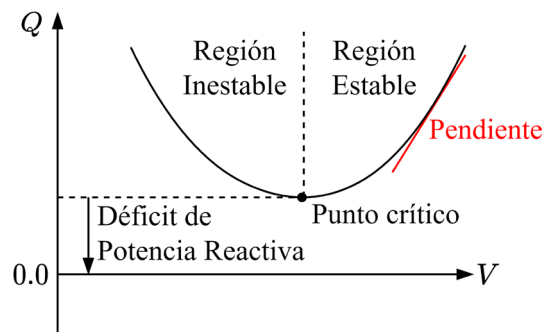 Q
Región
Inestable
Región
Estable
Pendiente
Punto crítico
Déficit de
Potencia Reactiva
0.0
V